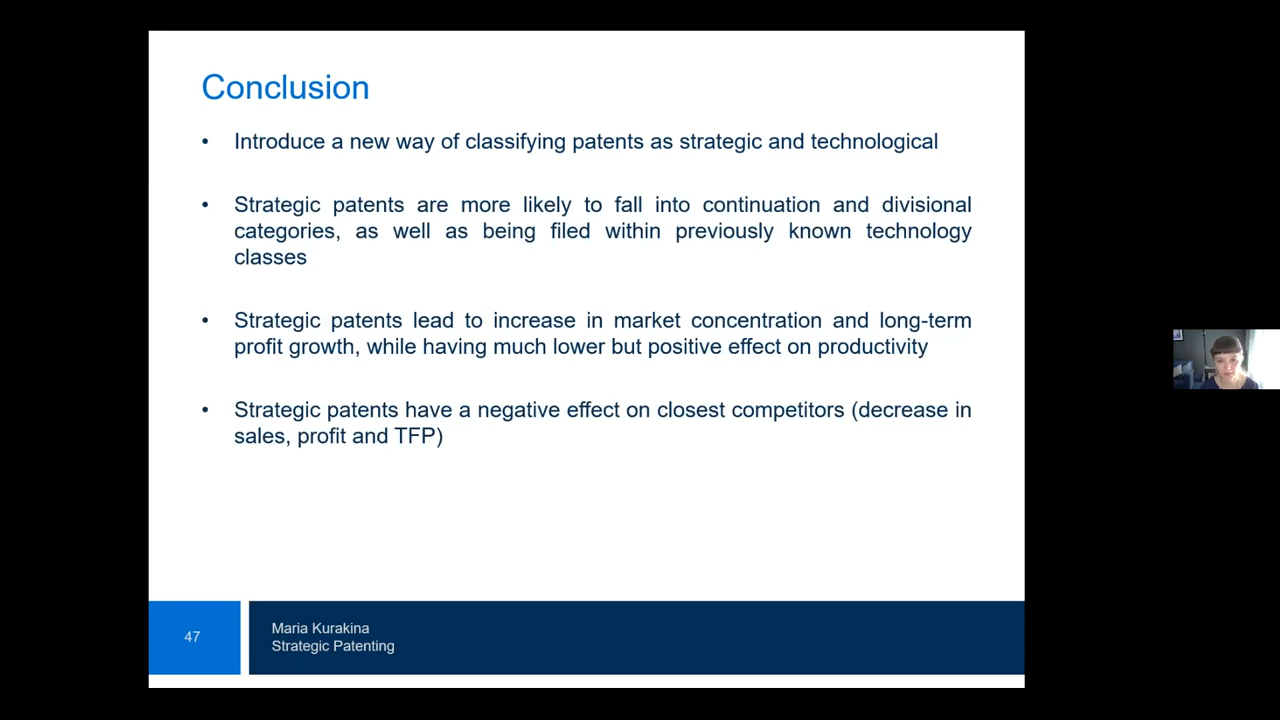 Conclusion
• Introduce a new way of classifying patents as strategic and technological
• Strategic patents are more likely to fall into continuation and divisional
categories, as well as being filed within previously known technology
classes
• Strategic patents lead to increase in market concentration and long-term
profit growth, while having much lower but positive effect on productivity
• Strategic patents have a negative effect on closest competitors (decrease in
sales, profit and TFP)
47
Maria Kurakina
Strategic Patenting